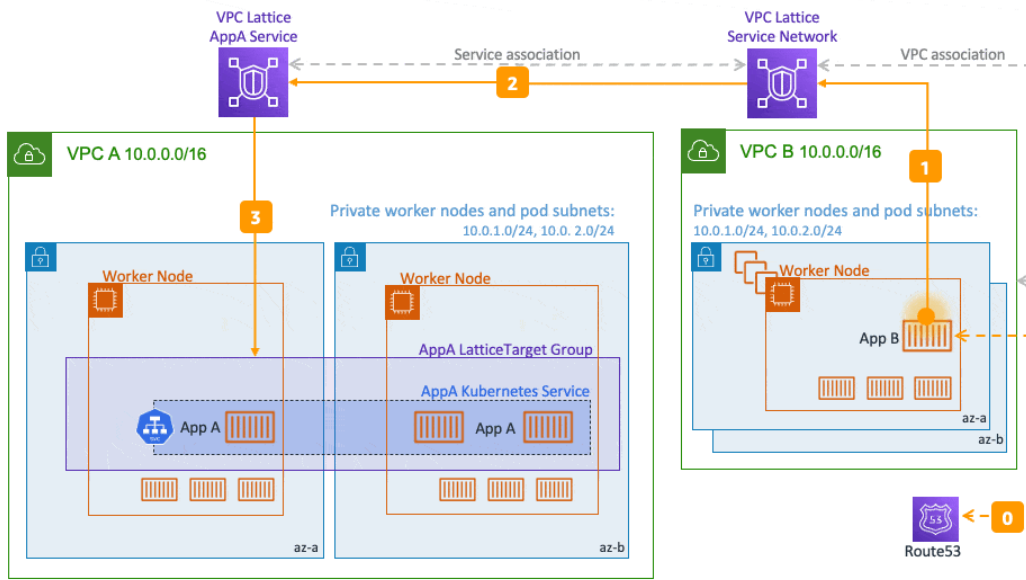 VPC Lattice
AppA Service
VPC Lattice
Service Network
Service association
VPC association
2
1
3
VPC A 10.0.0.0/16
VPC B 10.0.0.0/16
Private worker nodes and pod subnets:
10.0.1.0/24, 10.0. 2.0/24
Private worker nodes and pod subnets:
10.0.1.0/24, 10.0.2.0/24
Worker Node
Worker Node
Worker Node
App B
AppA LatticeTarget Group
AppA Kubernetes Service
App A
App A
az-a
az-b
az-a
az-b
53
0
Route53